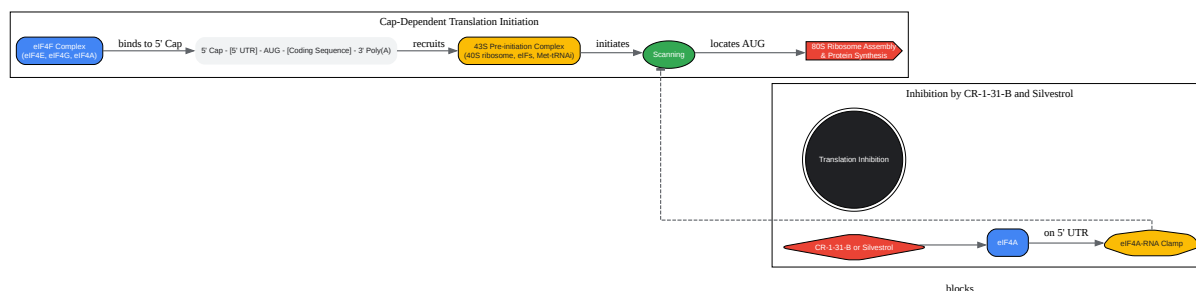 Cap-Dependent Translation Initiation
eIF4F Complex
(eIF4E, eIF4G, eIF4A)
binds to 5' Cap
5' Cap - [5' UTR] - AUG - [Coding Sequence] - 3' Poly(A)
recruits
43S Pre-initiation Complex
(40S ribosome, eIFs, Met-tRNAi)
initiates
Scanning
locates AUG
80S Ribosome Assembly
& Protein Synthesis
Inhibition by CR-1-31-B and Silvestrol
Translation Inhibition
CR-1-31-B or Silvestrol
eIF4A
on 5' UTR
eIF4A-RNA Clamp
blocks